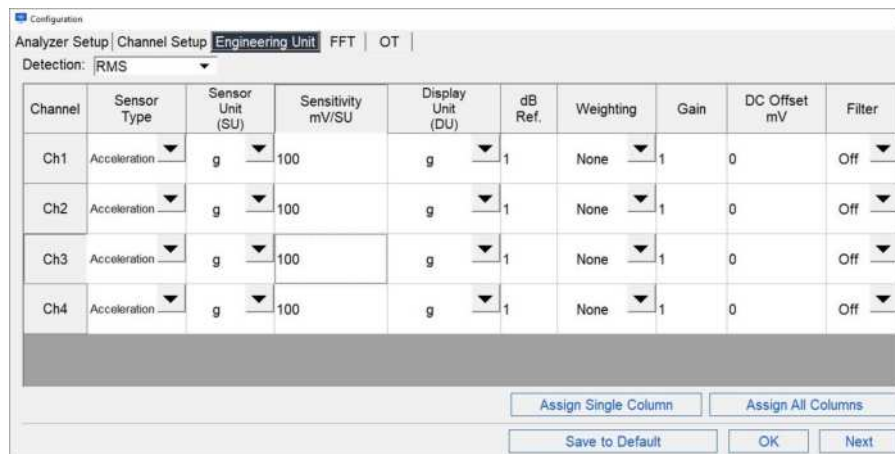 Configuration
Analyzer Setup Channel Setup Engineering Unit FFT OT
Detection: RMS
Channel Sensor Type Sensor Unit (SU) Sensitivity mV/SU Display Unit (DU) dB Ref. Weighting Gain DC Offset mV Filter
Ch1 Acceleration g 100 g 1 None 1 0 Off
Ch2 Acceleration g 100 g 1 None 1 0 Off
Ch3 Acceleration g 100 g 1 None 1 0 Off
Ch4 Acceleration g 100 g 1 None 1 0 Off
Assign Single Column Assign All Columns
Save to Default OK Next